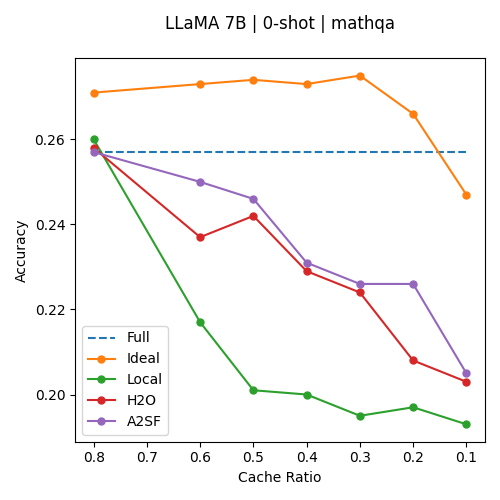 LLaMA 7B | 0-shot | mathqa
Accuracy
0.26
0.24
0.22
0.20
Full
Ideal
Local
H2O
A2SF
0.8 0.7 0.6 0.5 0.4 0.3 0.2 0.1
Cache Ratio